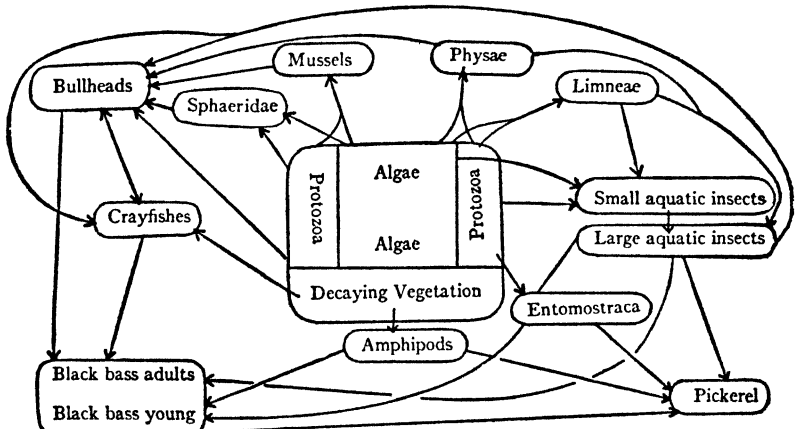 Mussels
Physae
Bullheads
Limneae
Sphaeridae
Protozoa
Algae
Protozoa
Small aquatic insects
Crayfishes
Algae
Large aquatic insects
Decaying Vegetation
Entomostraca
Amphipods
Black bass adults
Pickerel
Black bass young